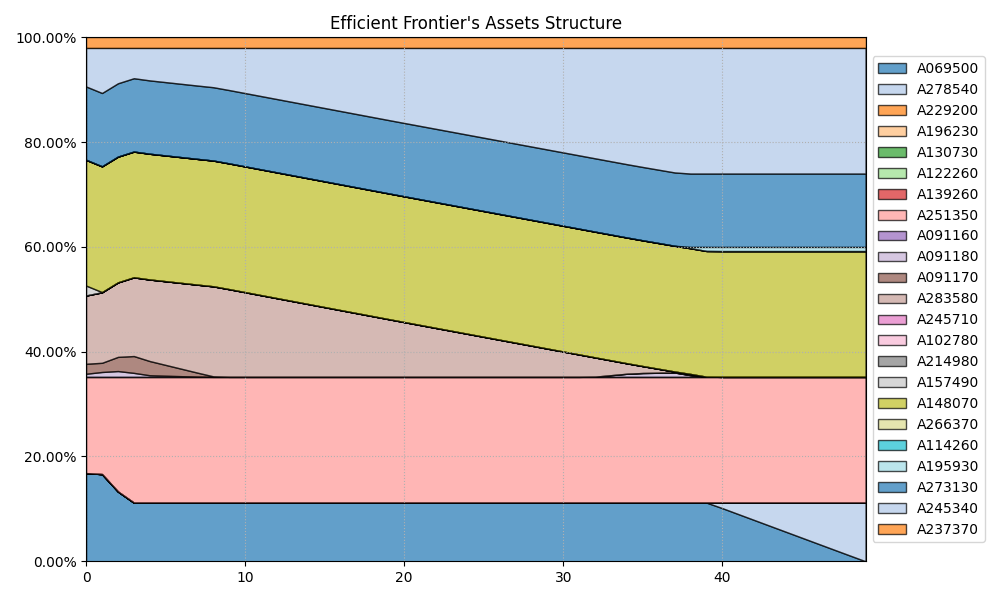 Efficient Frontier's Assets Structure
100.00%
80.00%
60.00%
40.00%
20.00%
0.00%
0
10
20
30
40
A069500
A278540
A229200
A196230
A130730
A122260
A139260
A251350
A091160
A091180
A091170
A283580
A245710
A102780
A214980
A157490
A148070
A266370
A114260
A195930
A273130
A245340
A237370